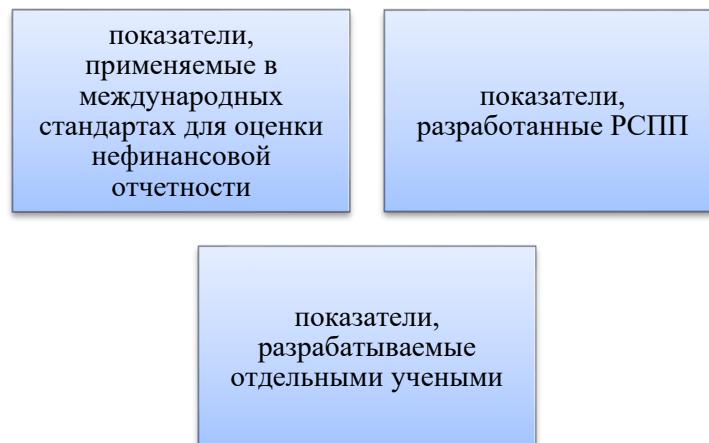 показатели,
применяемые в
международных
стандартах для оценки
нефинансовой
отчетности
показатели,
разработанные РСПП
показатели,
разрабатываемые
отдельными учеными